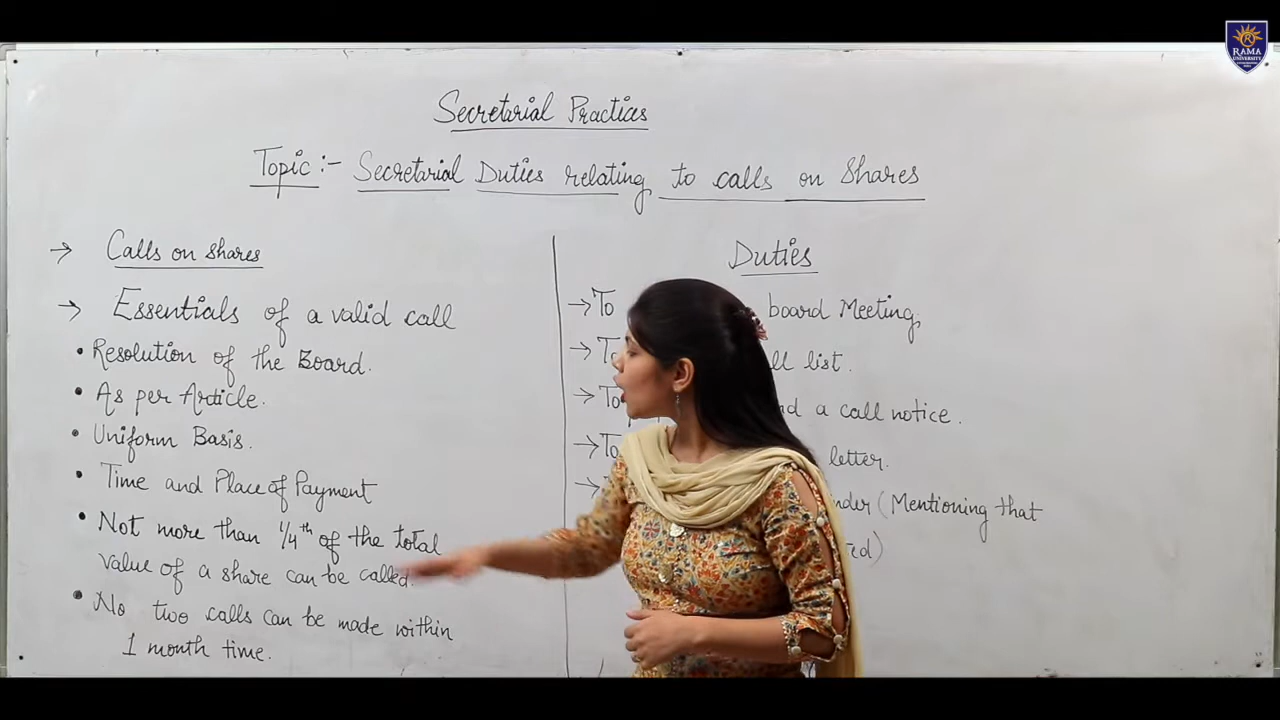 RAMA
UNIVERSITY
Secretarial Practices
Topic :- Secretarial Duties relating to calls on Shares
→ Calls on shares
→ Essentials of a valid call
• Resolution of the Board.
• As per Article.
• Uniform Basis.
• Time and Place of Payment
• Not more than 1/4th of the total
value of a share can be called.
• No two calls can be made within
1 month time.
Duties
→ To board Meeting
→ list.
→ To a call notice.
→ To letter.
→ (Mentioning that